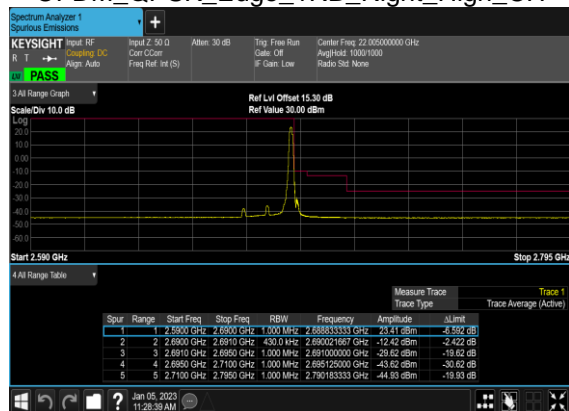 Spectrum Analyzer 1
Spurious Emissions
+
KEYSIGHT
R T
LXI
PASS
Input: RF
Coupling: DC
Align: Auto
Input Z: 50 Ω
Corr CCorr
Freq Ref: Int (S)
Atten: 30 dB
Trig: Free Run
Gate: Off
IF Gain: Low
Center Freq: 22.005000000 GHz
Avg|Hold: 1000/1000
Radio Std: None
3 All Range Graph
Scale/Div 10.0 dB
Ref Lvl Offset 15.30 dB
Ref Value 30.00 dBm
Log
20.0
10.0
0.00
-10.0
-20.0
-30.0
-40.0
-50.0
-60.0
Start 2.590 GHz
Stop 2.795 GHz
4 All Range Table
Measure Trace Trace 1
Trace Type Trace Average (Active)
Spur Range Start Freq Stop Freq RBW Frequency Amplitude ΔLimit
1 1 2.5900 GHz 2.6900 GHz 1.000 MHz 2.688833333 GHz 23.41 dBm -6.592 dB
2 2 2.6900 GHz 2.6910 GHz 430.0 kHz 2.690021667 GHz -12.42 dBm -2.422 dB
3 3 2.6910 GHz 2.6950 GHz 1.000 MHz 2.691000000 GHz -29.62 dBm -19.62 dB
4 4 2.6950 GHz 2.7100 GHz 1.000 MHz 2.695125000 GHz -43.62 dBm -30.62 dB
5 5 2.7100 GHz 2.7950 GHz 1.000 MHz 2.790183333 GHz -44.93 dBm -19.93 dB
?
Jan 05, 2023
11:28:39 AM